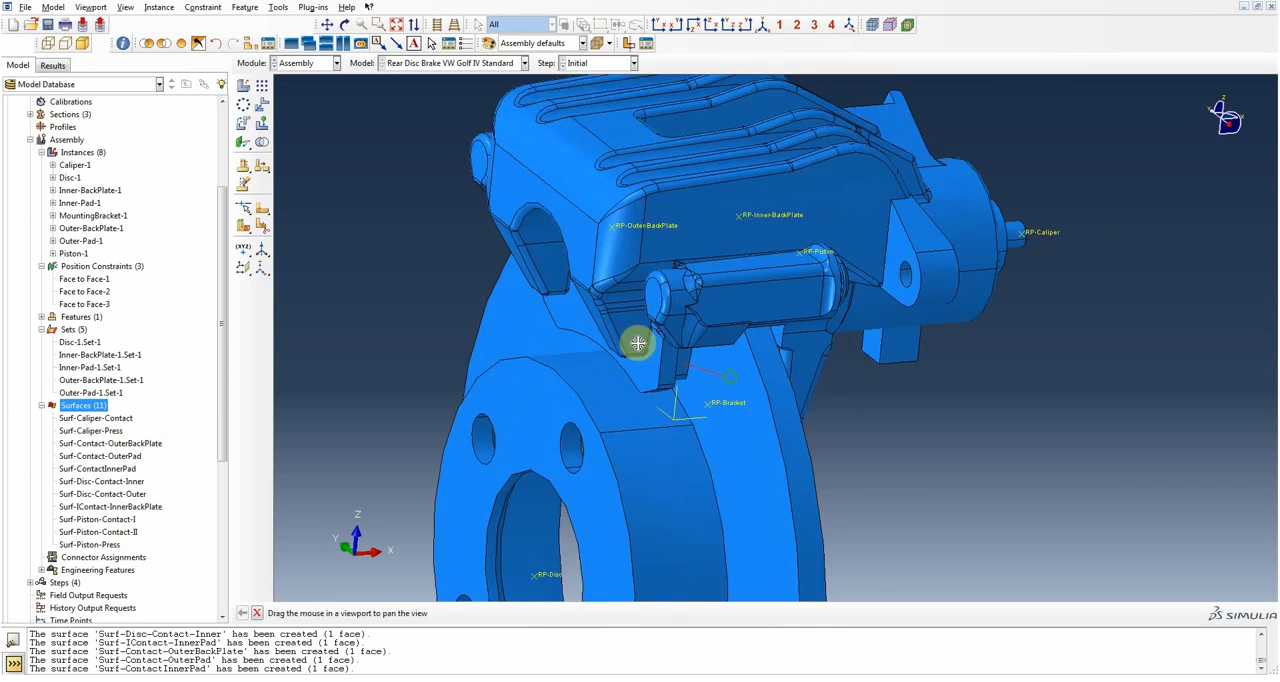 File Model Viewport View Instance Constraint Feature Tools Plug-ins Help
All
1 2 3 4
Assembly defaults
Model Results
Module: Assembly Model: Rear Disc Brake VW Golf IV Standard Step: Initial
Model Database
Calibrations
Sections (3)
Profiles
Assembly
Instances (8)
Caliper-1
Disc-1
Inner-BackPlate-1
Inner-Pad-1
MountingBracket-1
Outer-BackPlate-1
Outer-Pad-1
Piston-1
Position Constraints (3)
Face to Face-1
Face to Face-2
Face to Face-3
Features (1)
Sets (5)
Disc-1.Set-1
Inner-BackPlate-1.Set-1
Inner-Pad-1.Set-1
Outer-BackPlate-1.Set-1
Outer-Pad-1.Set-1
Surfaces (11)
Surf-Caliper-Contact
Surf-Caliper-Press
Surf-Contact-OuterBackPlate
Surf-Contact-OuterPad
Surf-ContactInnerPad
Surf-Disc-Contact-Inner
Surf-Disc-Contact-Outer
Surf-IContact-InnerBackPlate
Surf-Piston-Contact-I
Surf-Piston-Contact-II
Surf-Piston-Press
Connector Assignments
Engineering Features
Steps (4)
Field Output Requests
History Output Requests
Time Points
(XYZ)
RP-Outer-BackPlate
RP-Inner-BackPlate
RP-Caliper
RP-Piston
RP-Bracket
RP-Disc
Z
Y
X
Drag the mouse in a viewport to pan the view
SIMULIA
The surface 'Surf-Disc-Contact-Inner' has been created (1 face).
The surface 'Surf-IContact-InnerPad' has been created (1 face).
The surface 'Surf-Contact-OuterBackPlate' has been created (1 face).
The surface 'Surf-Contact-OuterPad' has been created (1 face).
The surface 'Surf-ContactInnerPad' has been created (1 face).
>>>